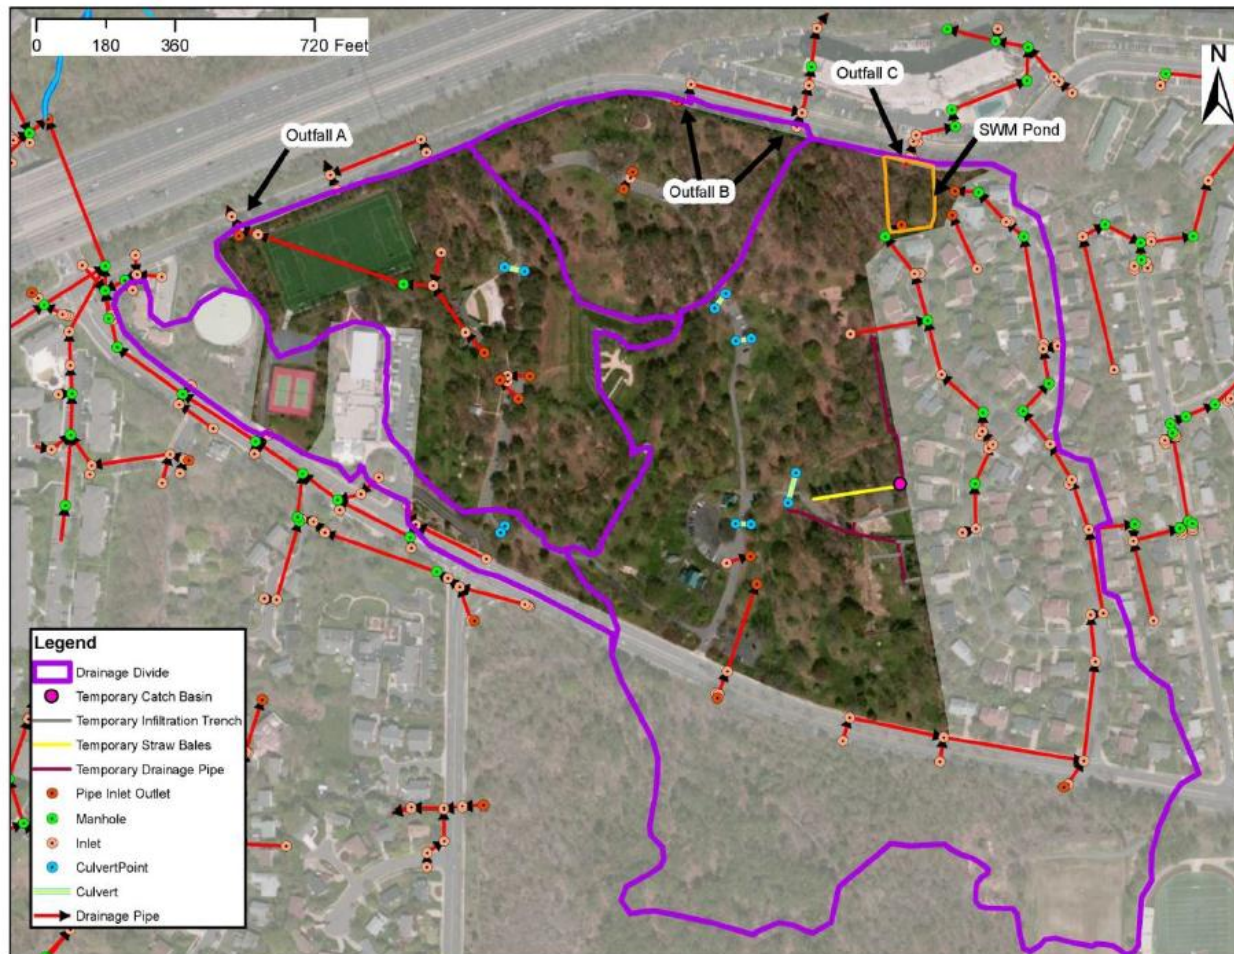 0 180 360 720 Feet
N
Outfall C
SWM Pond
Outfall A
Outfall B
Legend
Drainage Divide
Temporary Catch Basin
Temporary Infiltration Trench
Temporary Straw Bales
Temporary Drainage Pipe
Pipe Inlet Outlet
Manhole
Inlet
CulvertPoint
Culvert
Drainage Pipe